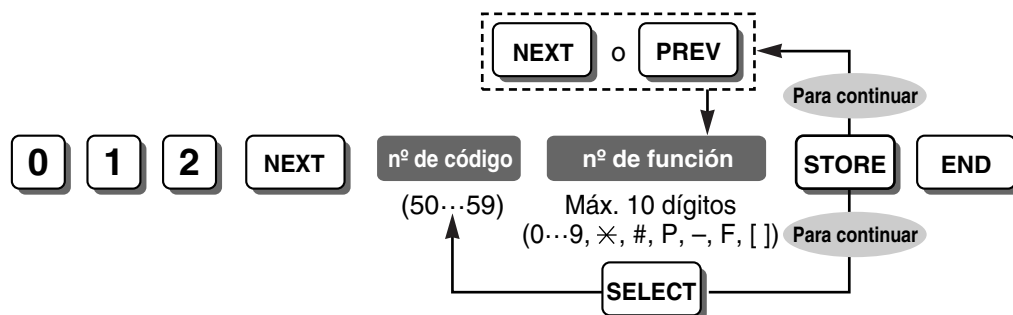 NEXT o PREV
Para continuar
0 1 2 NEXT nº de código nº de función STORE END
(50···59) Máx. 10 dígitos
(0···9, ✕, #, P, –, F, [ ]) Para continuar
SELECT